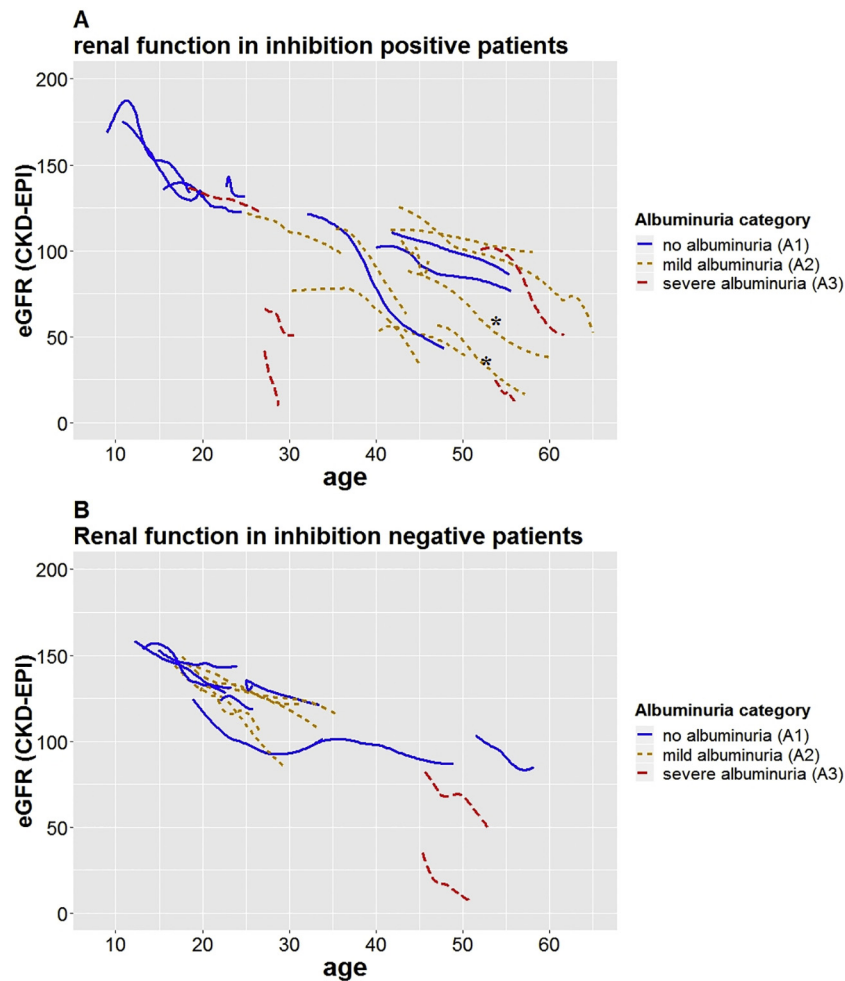 A
renal function in inhibition positive patients
200
150
100
50
0
eGFR (CKD-EPI)
*
*
10 20 30 40 50 60
age
Albuminuria category
no albuminuria (A1)
mild albuminuria (A2)
severe albuminuria (A3)
B
Renal function in inhibition negative patients
200
150
100
50
0
eGFR (CKD-EPI)
10 20 30 40 50 60
age
Albuminuria category
no albuminuria (A1)
mild albuminuria (A2)
severe albuminuria (A3)